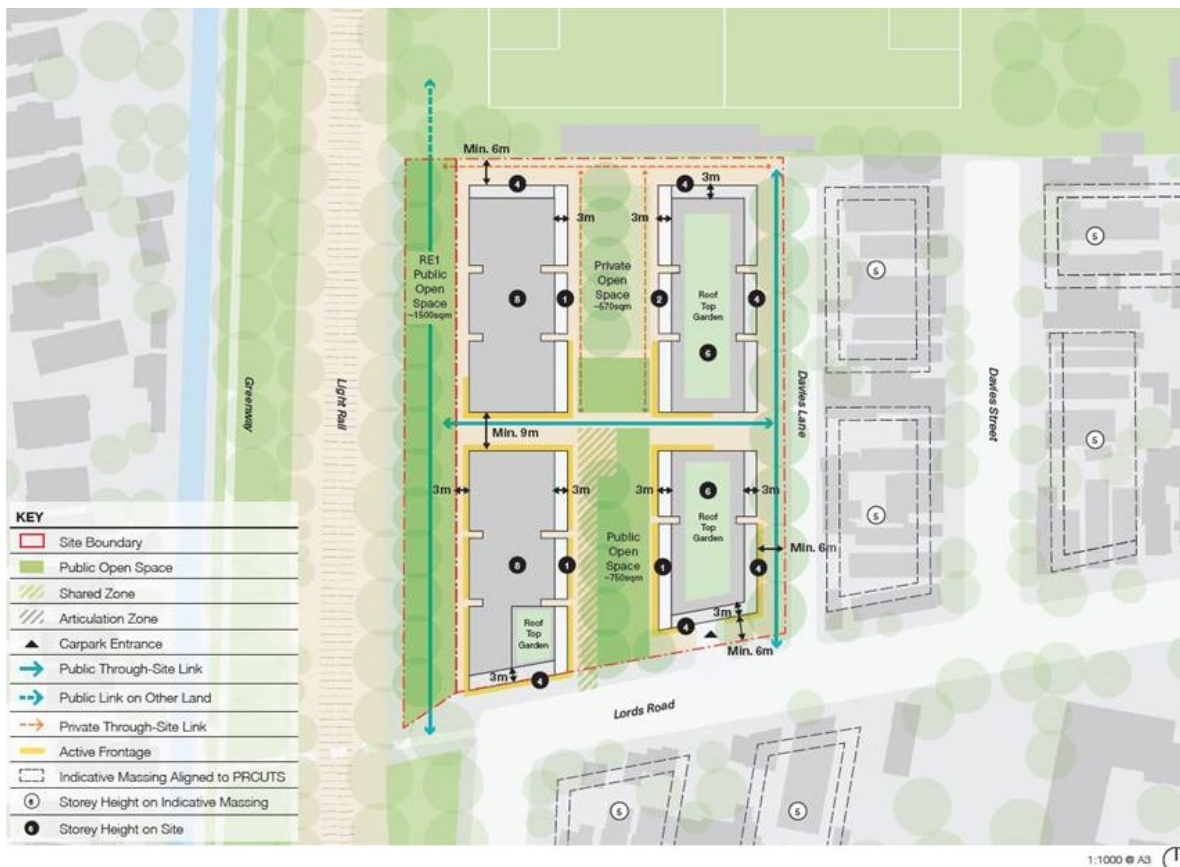 Min. 6m
4
3m
4
3m
3m
RE1
Public
Open
Space
~1500sqm
Private
Open
Space
~570sqm
8
1
2
4
Roof
Top
Garden
6
5
5
Greenway
Light Rail
Davies Lane
Davies Street
5
Min. 9m
3m
3m
3m
6
3m
Roof
Top
Garden
5
Public
Open
Space
~750sqm
Min. 6m
8
1
1
4
Roof
Top
Garden
3m
4
Min. 6m
3m
4
Lords Road
5
5
KEY
Site Boundary
Public Open Space
Shared Zone
Articulation Zone
Carpark Entrance
Public Through-Site Link
Public Link on Other Land
Private Through-Site Link
Active Frontage
Indicative Massing Aligned to PRCUTS
6 Storey Height on Indicative Massing
6 Storey Height on Site
1:1000 @ A3